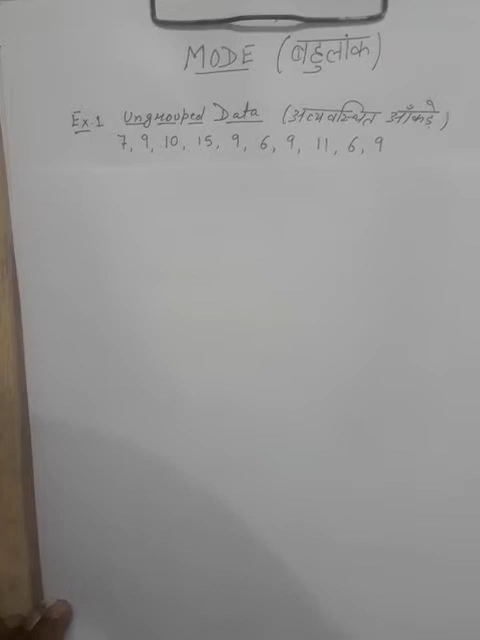 MODE (बहुलांक)
Ex.1 Ungrouped Data (अव्यवस्थित आँकड़े)
7, 9, 10, 15, 9, 6, 9, 11, 6, 9